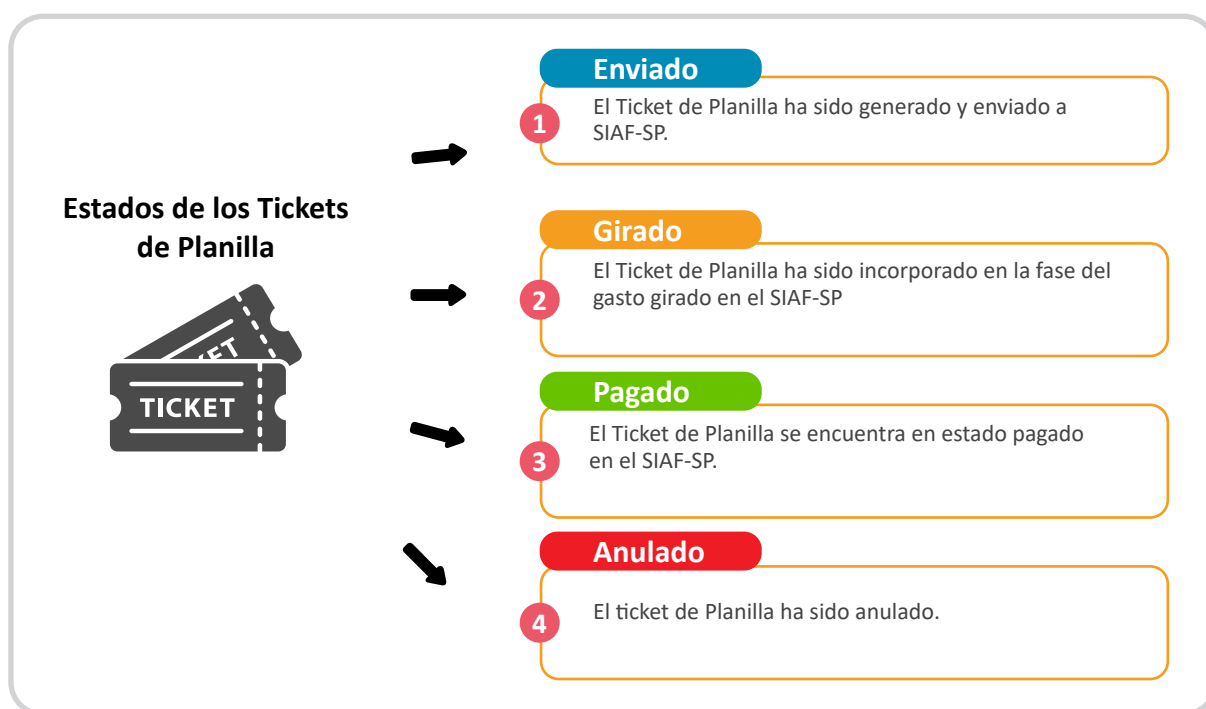 Estados de los Tickets
de Planilla
TICKET
TICKET
Enviado
1
El Ticket de Planilla ha sido generado y enviado a
SIAF-SP.
Girado
2
El Ticket de Planilla ha sido incorporado en la fase del
gasto girado en el SIAF-SP
Pagado
3
El Ticket de Planilla se encuentra en estado pagado
en el SIAF-SP.
Anulado
4
El ticket de Planilla ha sido anulado.